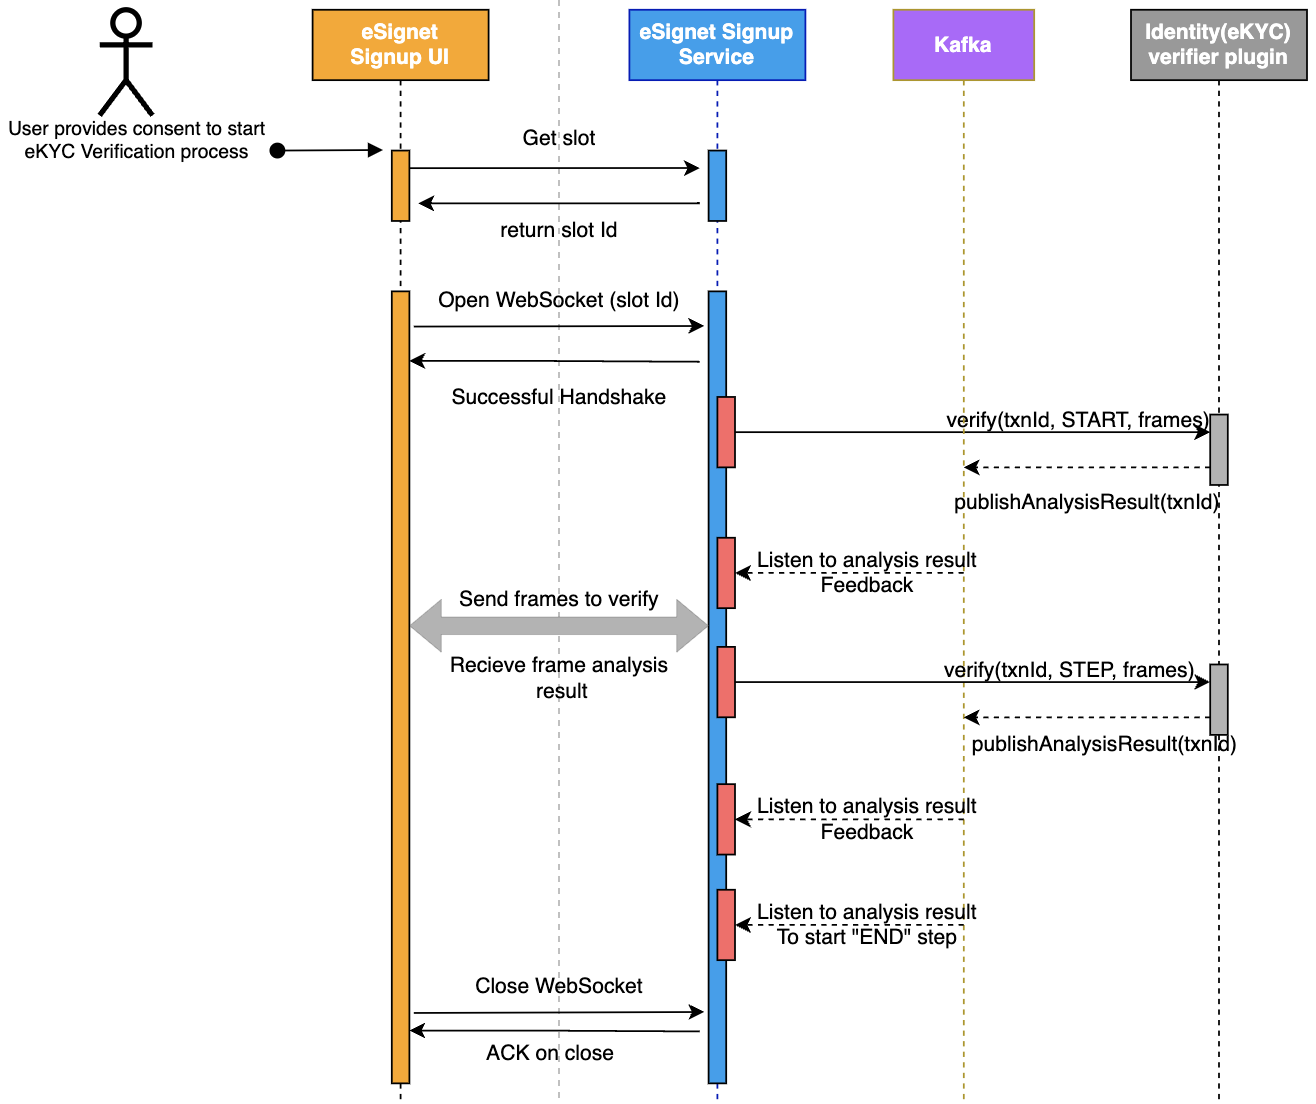 eSignet
Signup UI
eSignet Signup
Service
Kafka
Identity(eKYC)
verifier plugin
User provides consent to start
eKYC Verification process
Get slot
return slot Id
Open WebSocket (slot Id)
Successful Handshake
verify(txnId, START, frames)
publishAnalysisResult(txnId)
Listen to analysis result
Feedback
Send frames to verify
Recieve frame analysis
result
verify(txnId, STEP, frames)
publishAnalysisResult(txnId)
Listen to analysis result
Feedback
Listen to analysis result
To start "END" step
Close WebSocket
ACK on close